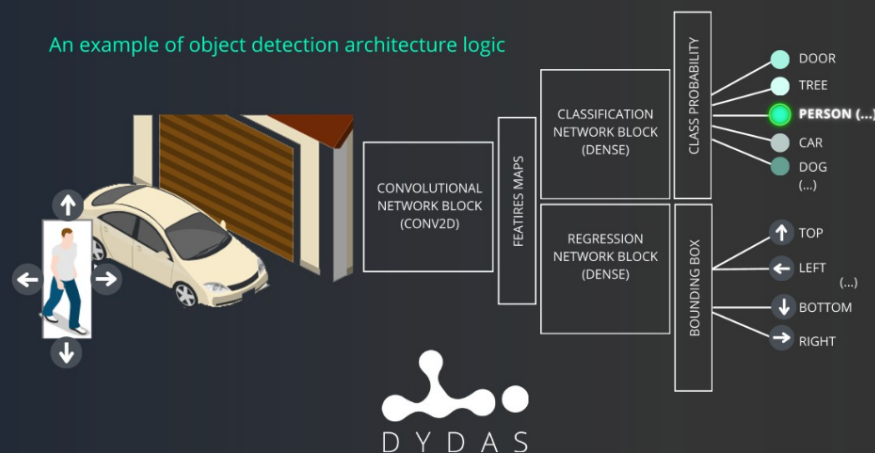 An example of object detection architecture logic
CONVOLUTIONAL
NETWORK BLOCK
(CONV2D)
FEATIRES MAPS
CLASSIFICATION
NETWORK BLOCK
(DENSE)
REGRESSION
NETWORK BLOCK
(DENSE)
CLASS PROBABILITY
DOOR
TREE
PERSON (...)
CAR
DOG
(...)
BOUNDING BOX
TOP
LEFT
(...)
BOTTOM
RIGHT
DYDAS